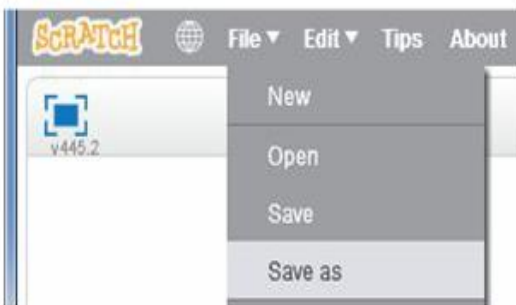 SCRATCH File ▼ Edit ▼ Tips About
v445.2
New
Open
Save
Save as